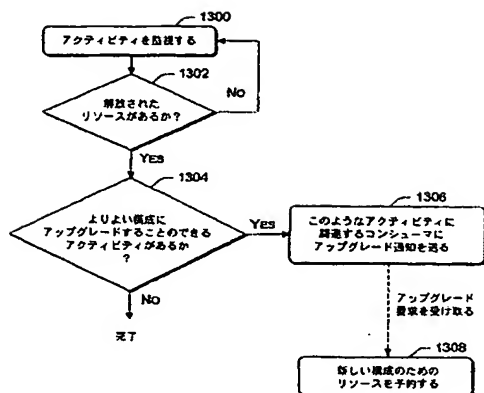 1300
アクティビティを監視する
1302
解放された
リソースがあるか?
NO
YES
1304
よりよい構成に
アップグレードすることのできる
アクティビティがあるか
?
YES
1306
このようなアクティビティに
関連するコンシューマに
アップグレード通知を送る
NO
完了
アップグレード
要求を受け取る
1308
新しい構成のための
リソースを予約する